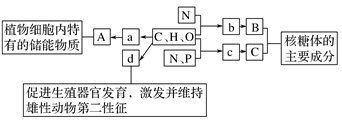 植物细胞内特
有的储能物质
A
a
C、H、O
N
b
B
N、P
c
C
核糖体的
主要成分
d
促进生殖器官发育，激发并维持
雄性动物第二性征